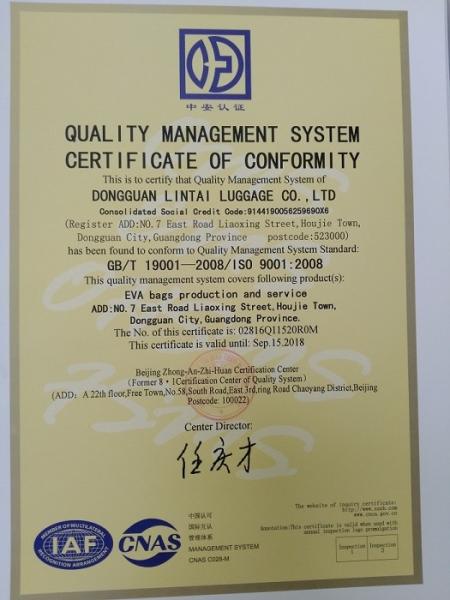 中安认证
QUALITY MANAGEMENT SYSTEM
CERTIFICATE OF CONFORMITY
This is to certify that Quality Management System of
DONGGUAN LINTAI LUGGAGE CO.,LTD
Consolidated Social Credit Code:9144190056259690X6
(Register ADD:NO.7 East Road Liaoxing Street,Houjie Town,
Dongguan City,Guangdong Province postcode:523000)
has been found to conform to Quality Management System Standard:
GB/T 19001—2008/ISO 9001:2008
This quality management system covers following product(s):
EVA bags production and service
ADD:NO.7 East Road Liaoxing Street,Houjie Town,
Dongguan City,Guangdong Province.
The No. of this certificate is: 02816Q11520R0M
This certificate is valid until: Sep.15.2018
Beijing Zhong-An-Zhi-Huan Certification Center
(Former 8·1Certification Center of Quality System)
(ADD: A 22th floor,Free Town,No.58,South Road,East 3rd,ring Road Chaoyang District,Beijing
Postcode: 100022)
Center Director:
任庆才
中国认可
国际互认
管理体系
MANAGEMENT SYSTEM
CNAS C028-M
MEMBER OF MULTILATERAL
IAF
RECOGNITION ARRANGEMENT
CNAS
The website of inquiry certificate:
http://www.cnca.gov.cn
Annotation:This certificate is valid when used with
annual inspection logo promulgation
Inspection 1
Inspection 2